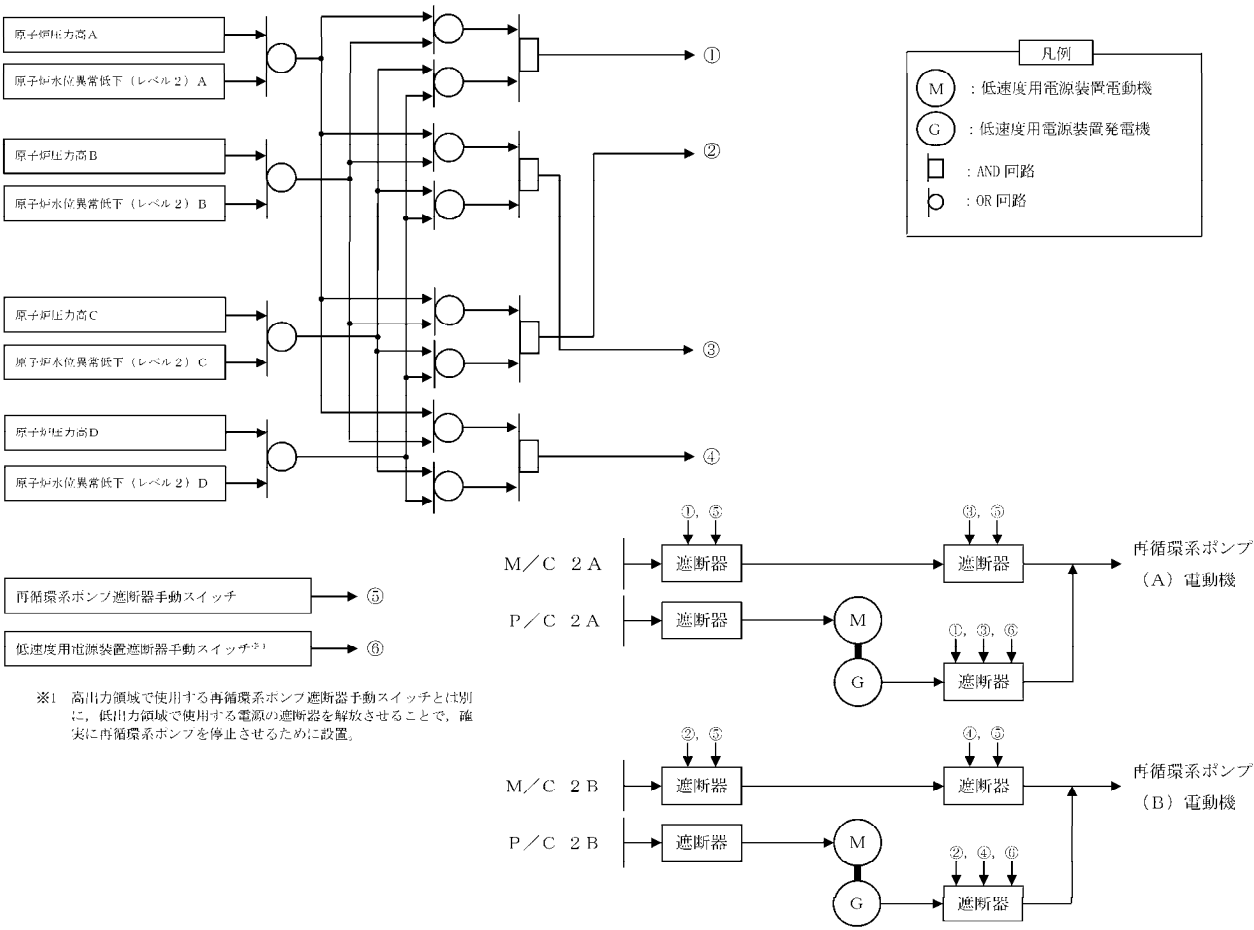 原子炉圧力高A
原子炉水位異常低下（レベル2）A
原子炉圧力高B
原子炉水位異常低下（レベル2）B
原子炉圧力高C
原子炉水位異常低下（レベル2）C
原子炉圧力高D
原子炉水位異常低下（レベル2）D
①
②
③
④
凡例
M ：低速度用電源装置電動機
G ：低速度用電源装置発電機
：AND回路
：OR回路
再循環系ポンプ遮断器手動スイッチ
⑤
低速度用電源装置遮断器手動スイッチ※1
⑥
※1 高出力領域で使用する再循環系ポンプ遮断器手動スイッチとは別
に，低出力領域で使用する電源の遮断器を解放させることで，確
実に再循環系ポンプを停止させるために設置。
①，⑤
③，⑤
M／C 2A
遮断器
遮断器
再循環系ポンプ
（A）電動機
P／C 2A
遮断器
M
①，③，⑥
G
遮断器
②，⑤
④，⑤
M／C 2B
遮断器
遮断器
再循環系ポンプ
（B）電動機
P／C 2B
遮断器
M
②，④，⑥
G
遮断器